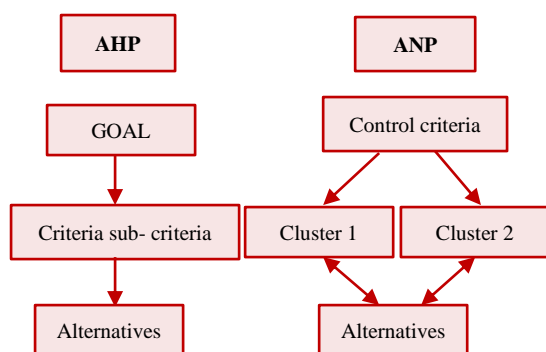 AHP
ANP
GOAL
Control criteria
Criteria sub- criteria
Cluster 1
Cluster 2
Alternatives
Alternatives